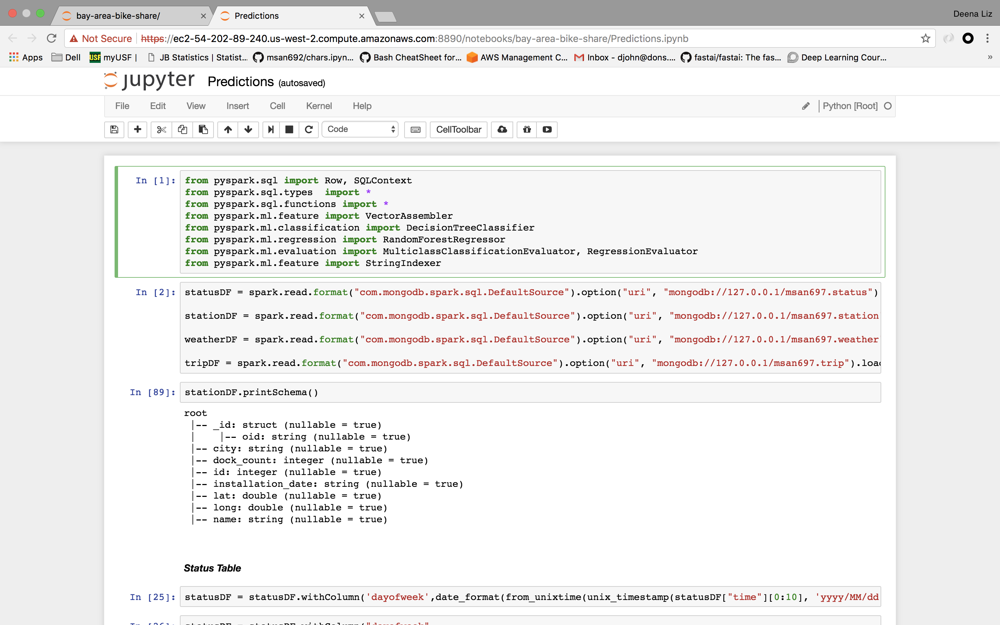 bay-area-bike-share/
Predictions
Deena Liz
Not Secure https://ec2-54-202-89-240.us-west-2.compute.amazonaws.com:8890/notebooks/bay-area-bike-share/Predictions.ipynb
Apps Dell USF myUSF | JB Statistics | Statist... msan692/chars.ipyn... Bash CheatSheet for... AWS Management C... Inbox - djohn@dons.... fastai/fastai: The fas... Deep Learning Cour... »
jupyter Predictions (autosaved)
File Edit View Insert Cell Kernel Help Python [Root]
Code CellToolbar
In [1]: from pyspark.sql import Row, SQLContext
from pyspark.sql.types  import *
from pyspark.sql.functions import *
from pyspark.ml.feature import VectorAssembler
from pyspark.ml.classification import DecisionTreeClassifier
from pyspark.ml.regression import RandomForestRegressor
from pyspark.ml.evaluation import MulticlassClassificationEvaluator, RegressionEvaluator
from pyspark.ml.feature import StringIndexer
In [2]: statusDF = spark.read.format("com.mongodb.spark.sql.DefaultSource").option("uri", "mongodb://127.0.0.1/msan697.status")
stationDF = spark.read.format("com.mongodb.spark.sql.DefaultSource").option("uri", "mongodb://127.0.0.1/msan697.station
weatherDF = spark.read.format("com.mongodb.spark.sql.DefaultSource").option("uri", "mongodb://127.0.0.1/msan697.weather
tripDF = spark.read.format("com.mongodb.spark.sql.DefaultSource").option("uri", "mongodb://127.0.0.1/msan697.trip").loa
In [89]: stationDF.printSchema()
root
|-- _id: struct (nullable = true)
|    |-- oid: string (nullable = true)
|-- city: string (nullable = true)
|-- dock_count: integer (nullable = true)
|-- id: integer (nullable = true)
|-- installation_date: string (nullable = true)
|-- lat: double (nullable = true)
|-- long: double (nullable = true)
|-- name: string (nullable = true)
Status Table
In [25]: statusDF = statusDF.withColumn('dayofweek',date_format(from_unixtime(unix_timestamp(statusDF["time"][0:10], 'yyyy/MM/dd
In [26]: statusDF = statusDF.withColumn("dayofweek"